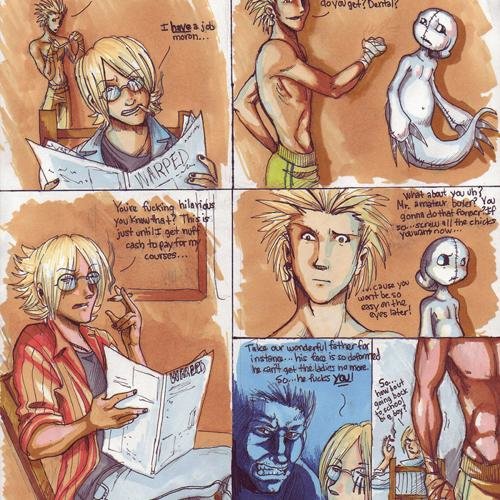 I have a job
moron...
WARPED
do you get? Dental?
You're fucking hilarious
you know that? This is
just until I get nuff
cash to pay for my
courses...
What about you uh?
Mr. amateur boxer? You
gonna do that forever? If
so... screw all the chicks
you want now...
...cause you
won't be so
easy on the
eyes later!
Take our wonderful father for
instance... his face is so deformed
he can't get the ladies no more.
So... he fucks you!
So..
how bout
going back
to school
big boy?